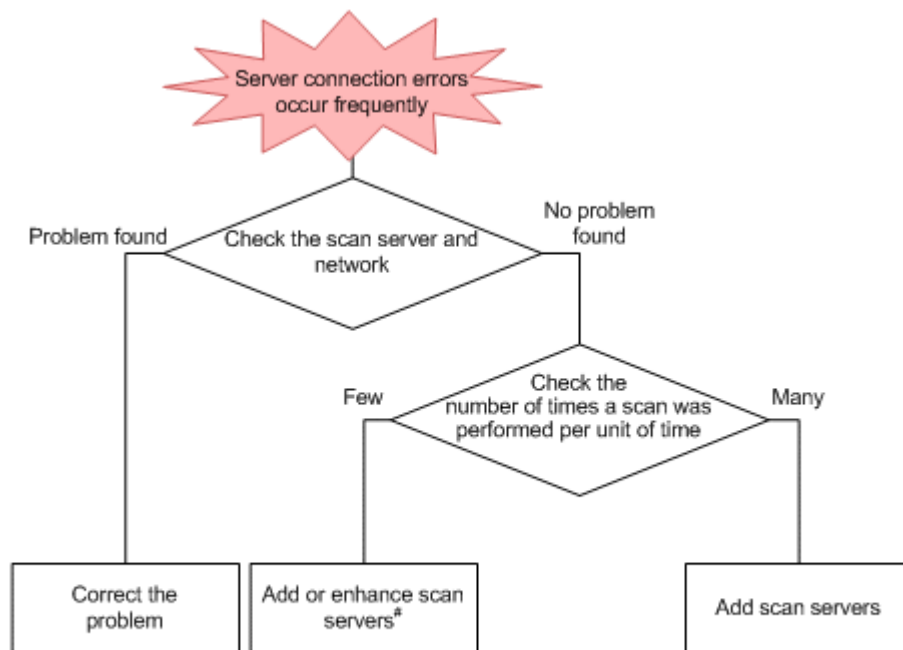 Server connection errors
occur frequently
Problem found
No problem
found
Check the scan server and
network
Few
Check the
number of times a scan was
performed per unit of time
Many
Correct the
problem
Add or enhance scan
servers#
Add scan servers